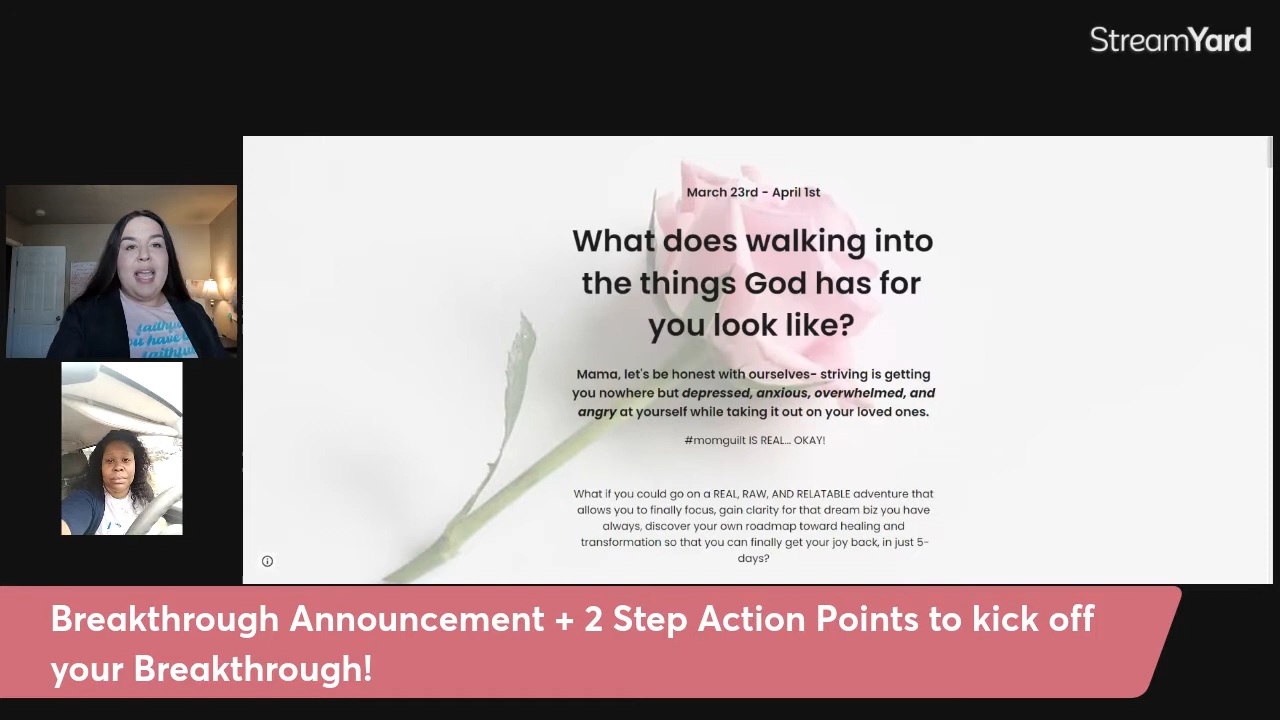 StreamYard
March 23rd - April 1st
What does walking into
the things God has for
you look like?
Mama, let's be honest with ourselves- striving is getting
you nowhere but depressed, anxious, overwhelmed, and
angry at yourself while taking it out on your loved ones.
#momguilt IS REAL... OKAY!
What if you could go on a REAL, RAW, AND RELATABLE adventure that
allows you to finally focus, gain clarity for that dream biz you have
always, discover your own roadmap toward healing and
transformation so that you can finally get your joy back, in just 5-
days?
faithful
you have
faithful
Breakthrough Announcement + 2 Step Action Points to kick off
your Breakthrough!